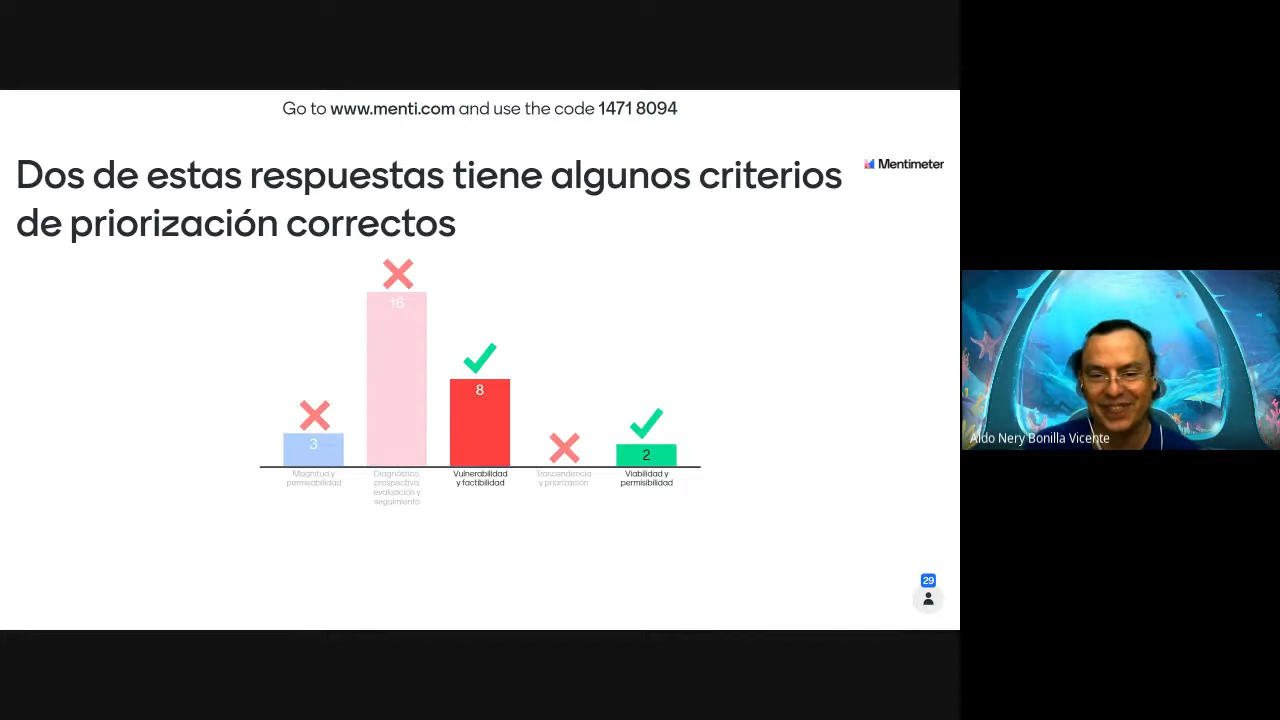 Go to www.menti.com and use the code 1471 8094
Mentimeter
Dos de estas respuestas tiene algunos criterios
de priorización correctos
16
8
3
2
Magnitud y
permeabilidad
Diagnóstico,
prospectiva,
evaluación y
seguimiento
Vulnerabilidad
y factibilidad
Trascendencia
y priorización
Viabilidad y
permisibilidad
29
Aldo Nery Bonilla Vicente